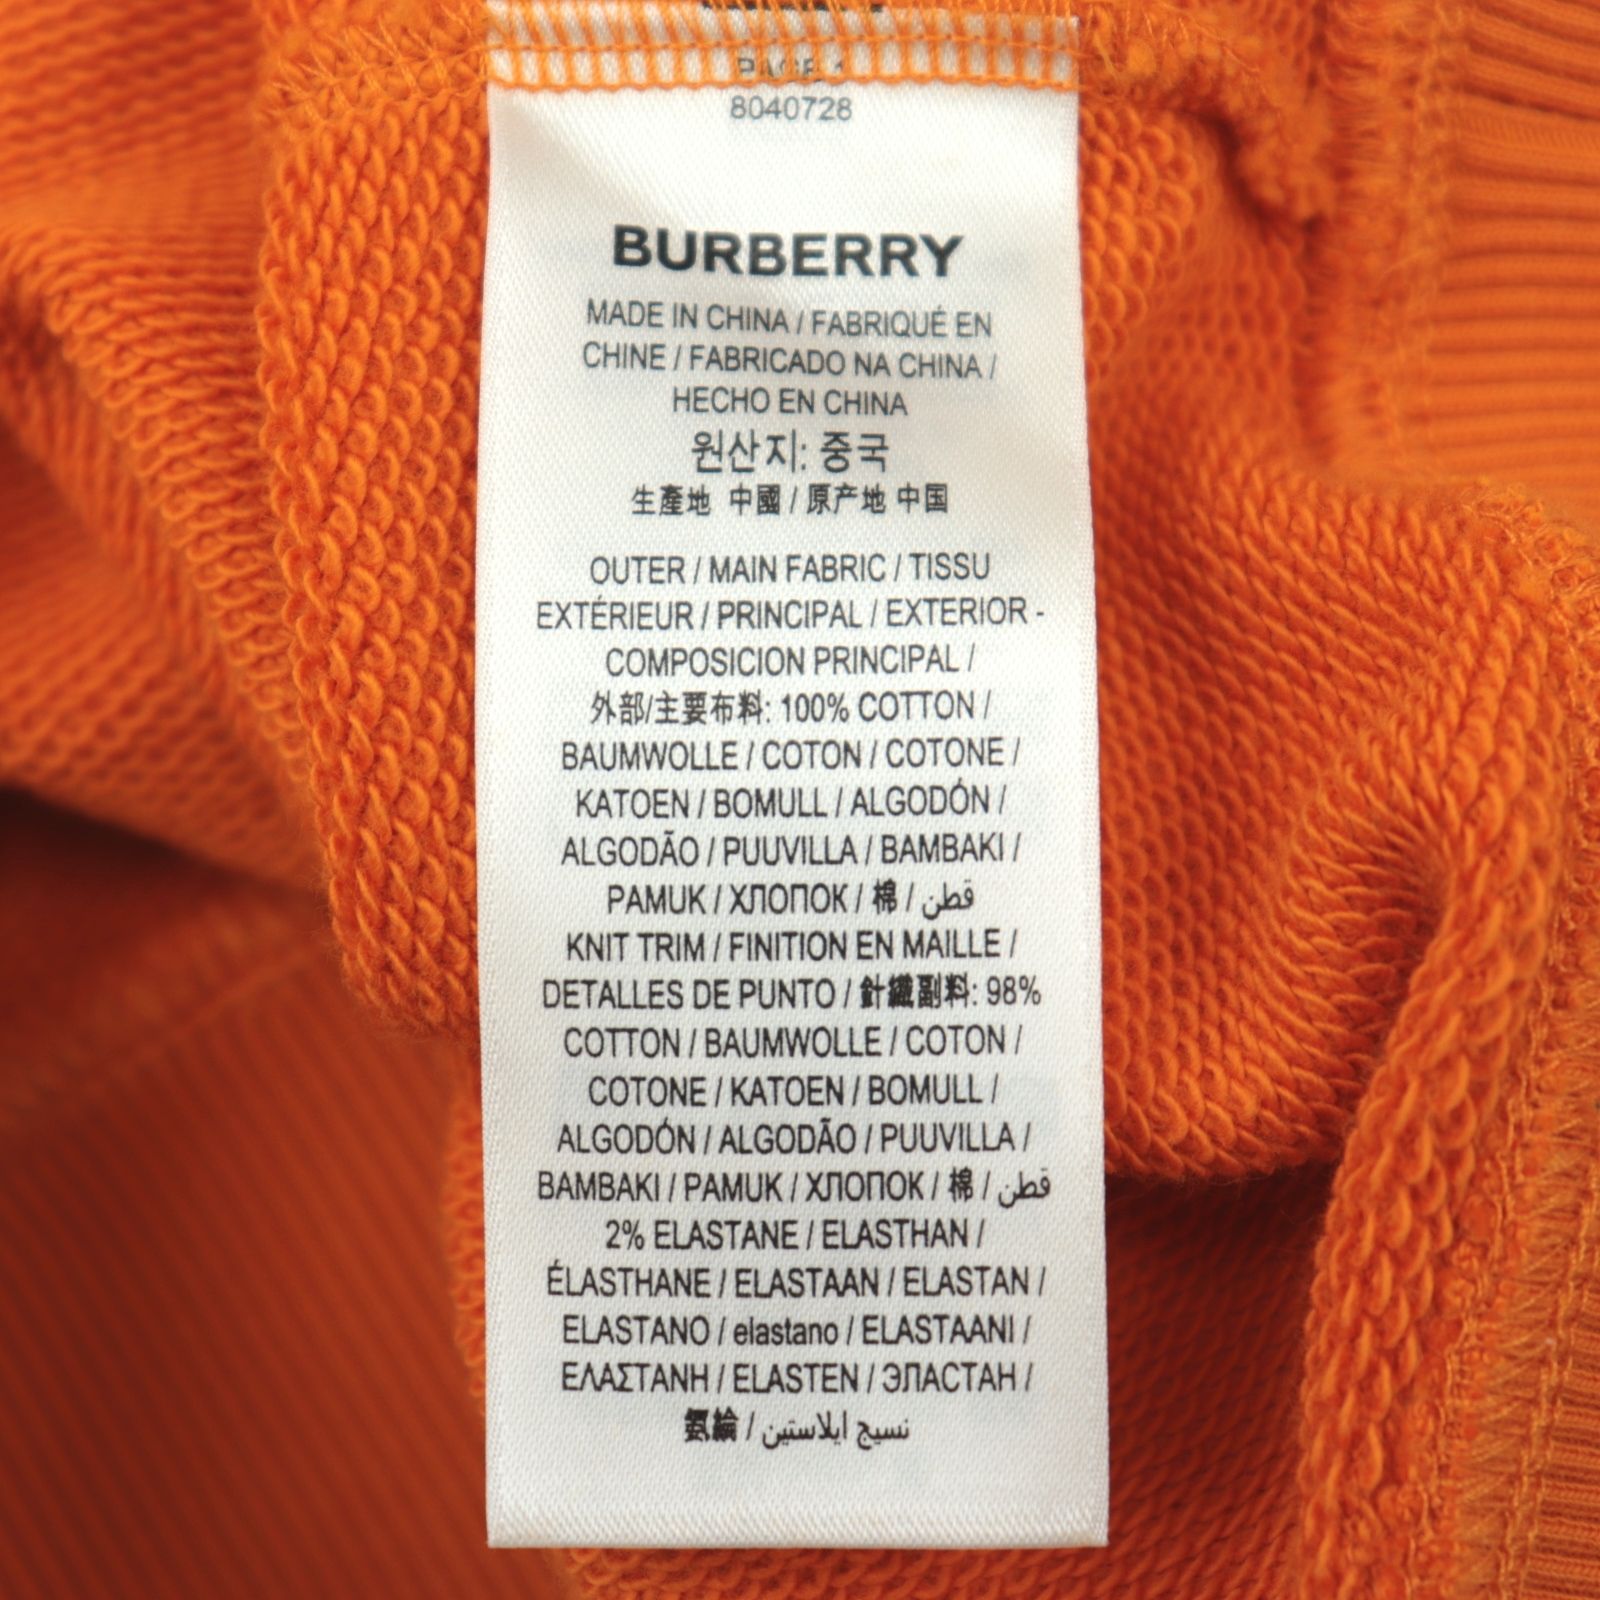 PAGE 1
8040728
BURBERRY
MADE IN CHINA / FABRIQUÉ EN
CHINE / FABRICADO NA CHINA /
HECHO EN CHINA
원산지: 중국
生產地 中國 / 原产地 中国
OUTER / MAIN FABRIC / TISSU
EXTÉRIEUR / PRINCIPAL / EXTERIOR -
COMPOSICION PRINCIPAL /
外部/主要布料: 100% COTTON /
BAUMWOLLE / COTON / COTONE /
KATOEN / BOMULL / ALGODÓN /
ALGODÃO / PUUVILLA / BAMBAKI /
PAMUK / ХЛОПОК / 棉 / قطن
KNIT TRIM / FINITION EN MAILLE /
DETALLES DE PUNTO / 針織副料: 98%
COTTON / BAUMWOLLE / COTON /
COTONE / KATOEN / BOMULL /
ALGODÓN / ALGODÃO / PUUVILLA /
BAMBAKI / PAMUK / ХЛОПОК / 棉 / قطن
2% ELASTANE / ELASTHAN /
ÉLASTHANE / ELASTAAN / ELASTAN /
ELASTANO / elastano / ELASTAANI /
ΕΛΑΣΤΑΝΗ / ELASTEN / ЭЛАСТАН /
氨綸 / نسيج ايلاستين